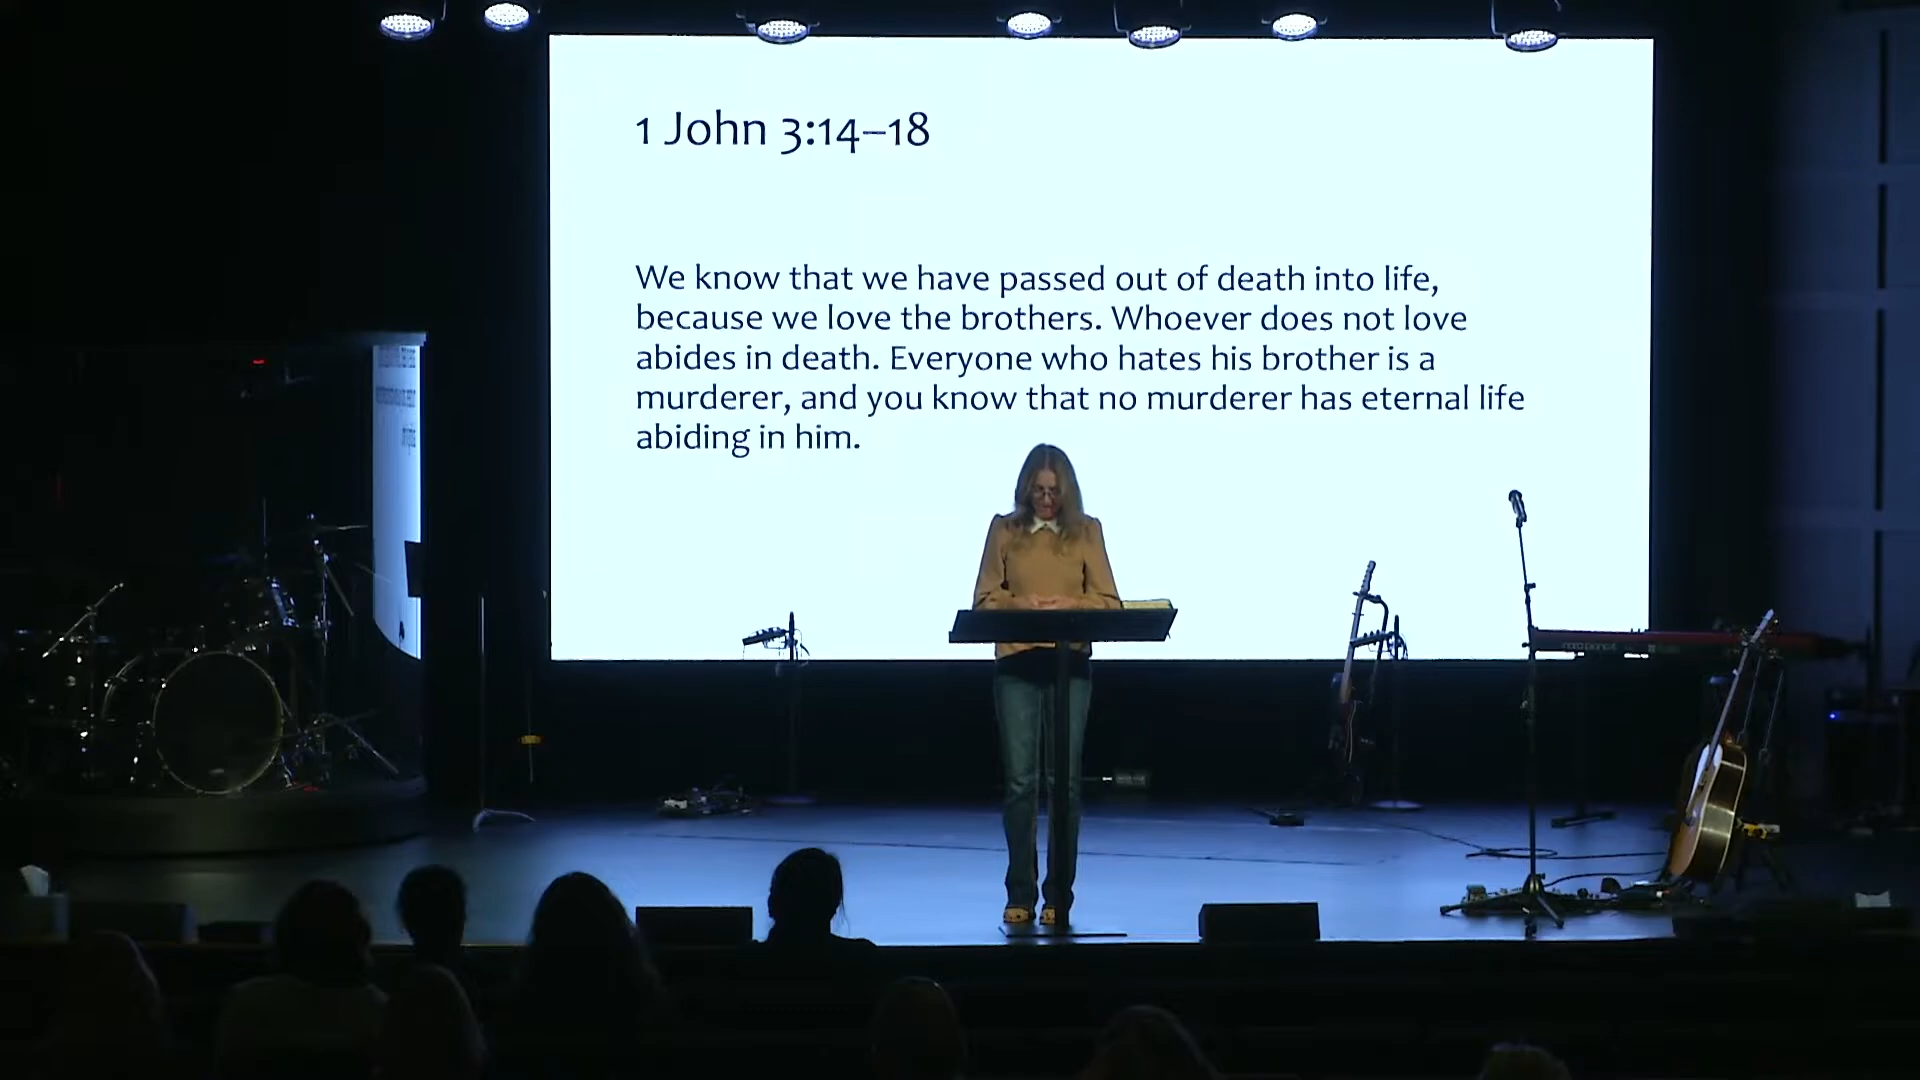 1 John 3:14–18
We know that we have passed out of death into life,
because we love the brothers. Whoever does not love
abides in death. Everyone who hates his brother is a
murderer, and you know that no murderer has eternal life
abiding in him.